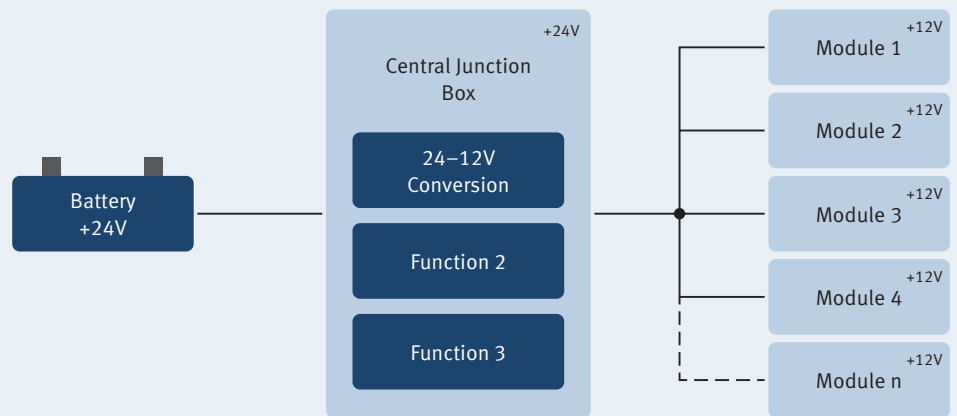 Battery
+24V
+24V
Central Junction
Box
24–12V
Conversion
Function 2
Function 3
+12V
Module 1
+12V
Module 2
+12V
Module 3
+12V
Module 4
+12V
Module n